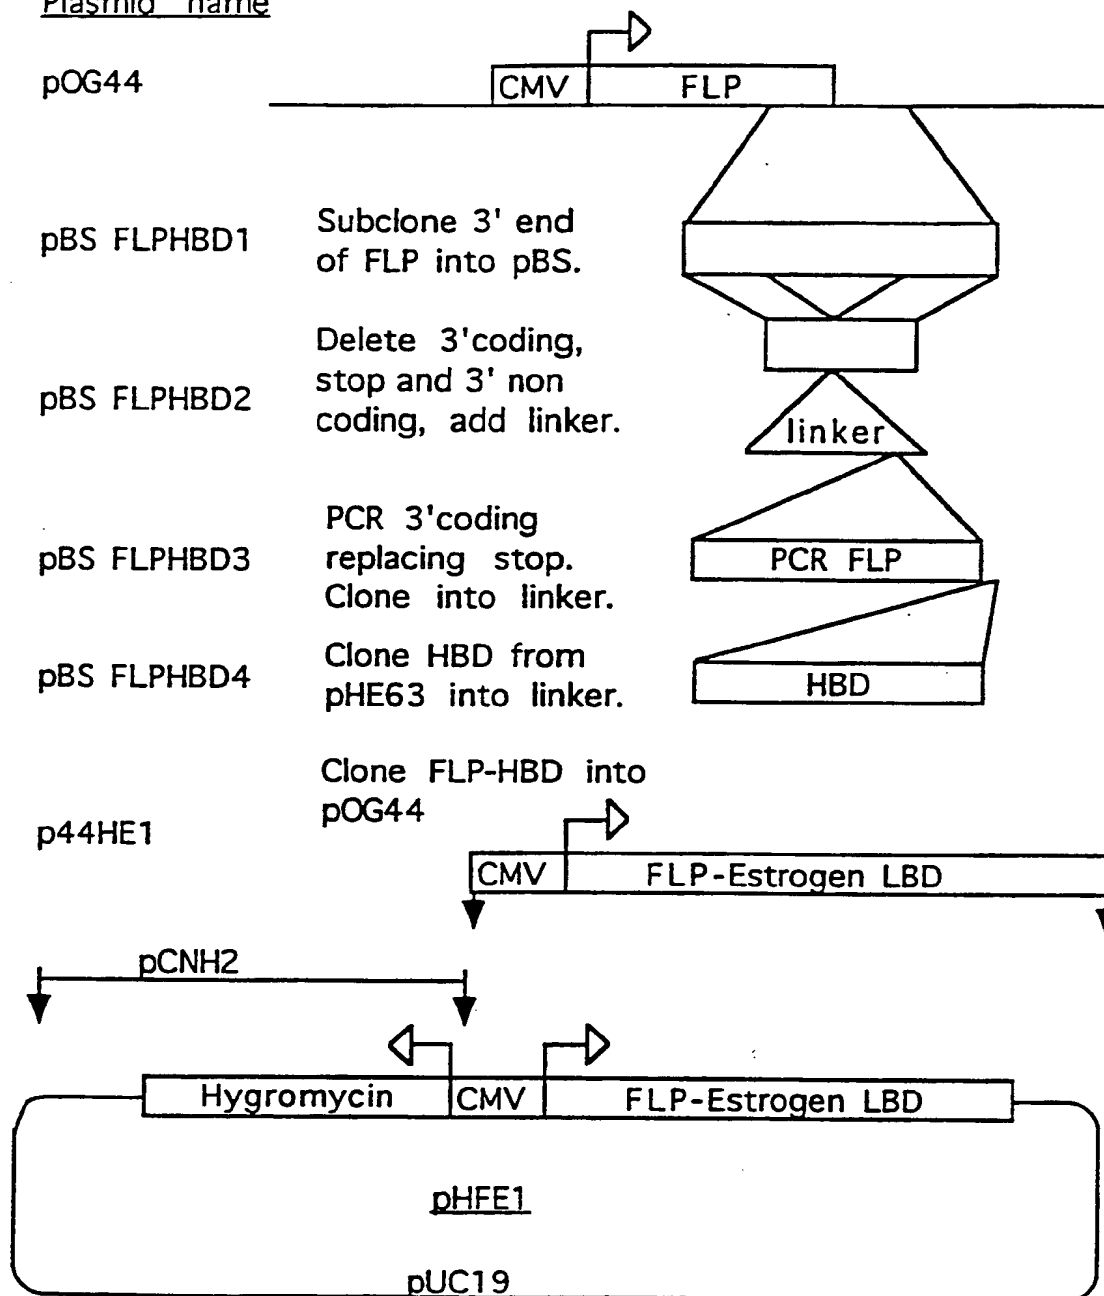 Plasmid name
pOG44
CMV
FLP
pBS FLPHBD1
Subclone 3' end
of FLP into pBS.
pBS FLPHBD2
Delete 3'coding,
stop and 3' non
coding, add linker.
linker
pBS FLPHBD3
PCR 3'coding
replacing stop.
Clone into linker.
PCR FLP
pBS FLPHBD4
Clone HBD from
pHE63 into linker.
HBD
Clone FLP-HBD into
pOG44
p44HE1
CMV
FLP-Estrogen LBD
pCNH2
Hygromycin
CMV
FLP-Estrogen LBD
pHFE1
pUC19